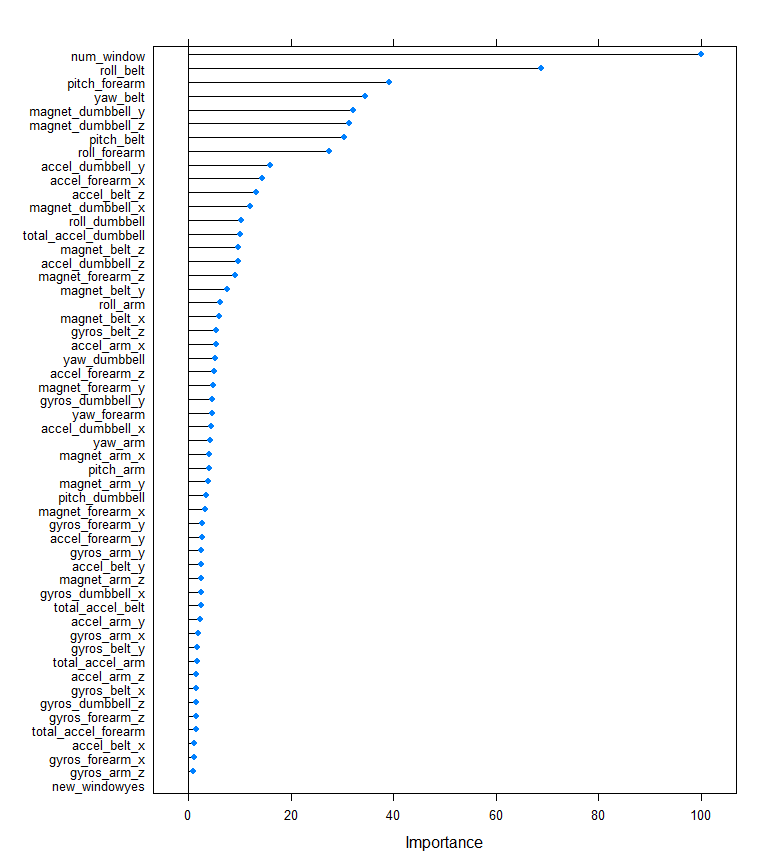 num_window
roll_belt
pitch_forearm
yaw_belt
magnet_dumbbell_y
magnet_dumbbell_z
pitch_belt
roll_forearm
accel_dumbbell_y
accel_forearm_x
accel_belt_z
magnet_dumbbell_x
roll_dumbbell
total_accel_dumbbell
magnet_belt_z
accel_dumbbell_z
magnet_forearm_z
magnet_belt_y
roll_arm
magnet_belt_x
gyros_belt_z
accel_arm_x
yaw_dumbbell
accel_forearm_z
magnet_forearm_y
gyros_dumbbell_y
yaw_forearm
accel_dumbbell_x
yaw_arm
magnet_arm_x
pitch_arm
magnet_arm_y
pitch_dumbbell
magnet_forearm_x
gyros_forearm_y
accel_forearm_y
gyros_arm_y
accel_belt_y
magnet_arm_z
gyros_dumbbell_x
total_accel_belt
accel_arm_y
gyros_arm_x
gyros_belt_y
total_accel_arm
accel_arm_z
gyros_belt_x
gyros_dumbbell_z
gyros_forearm_z
total_accel_forearm
accel_belt_x
gyros_forearm_x
gyros_arm_z
new_windowyes
0 20 40 60 80 100
Importance